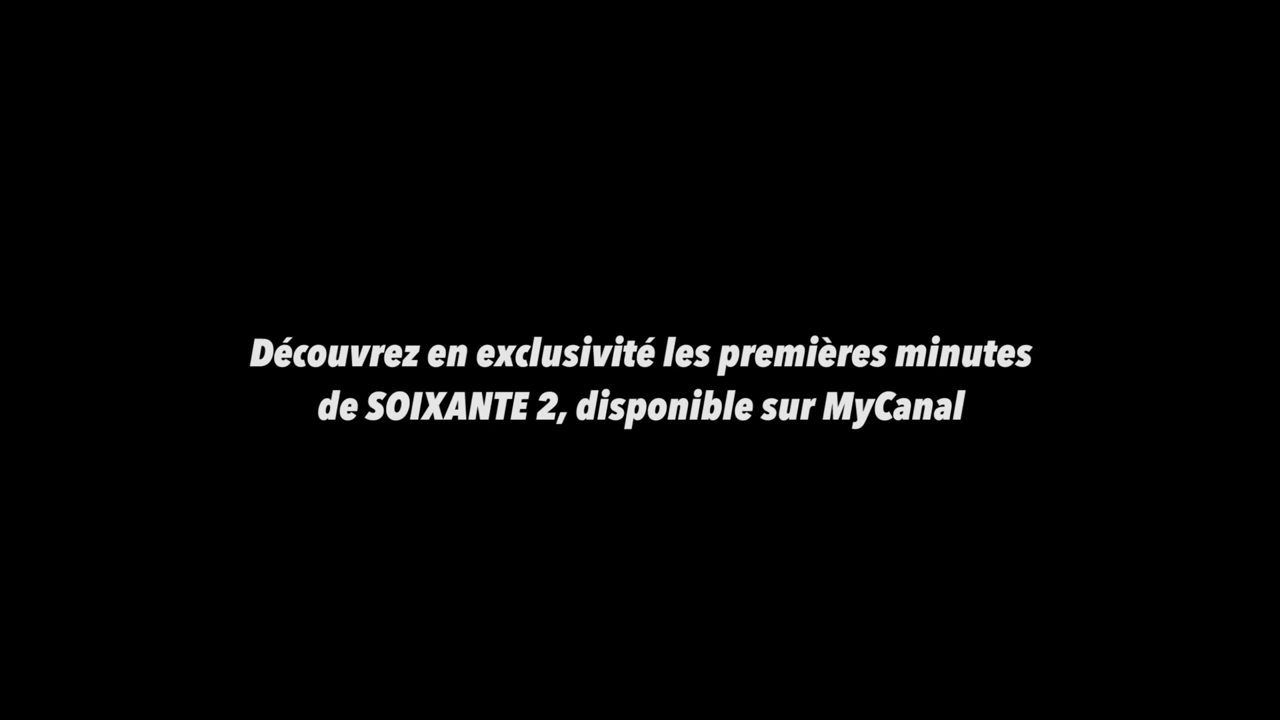 Découvrez en exclusivité les premières minutes
de SOIXANTE 2, disponible sur MyCanal